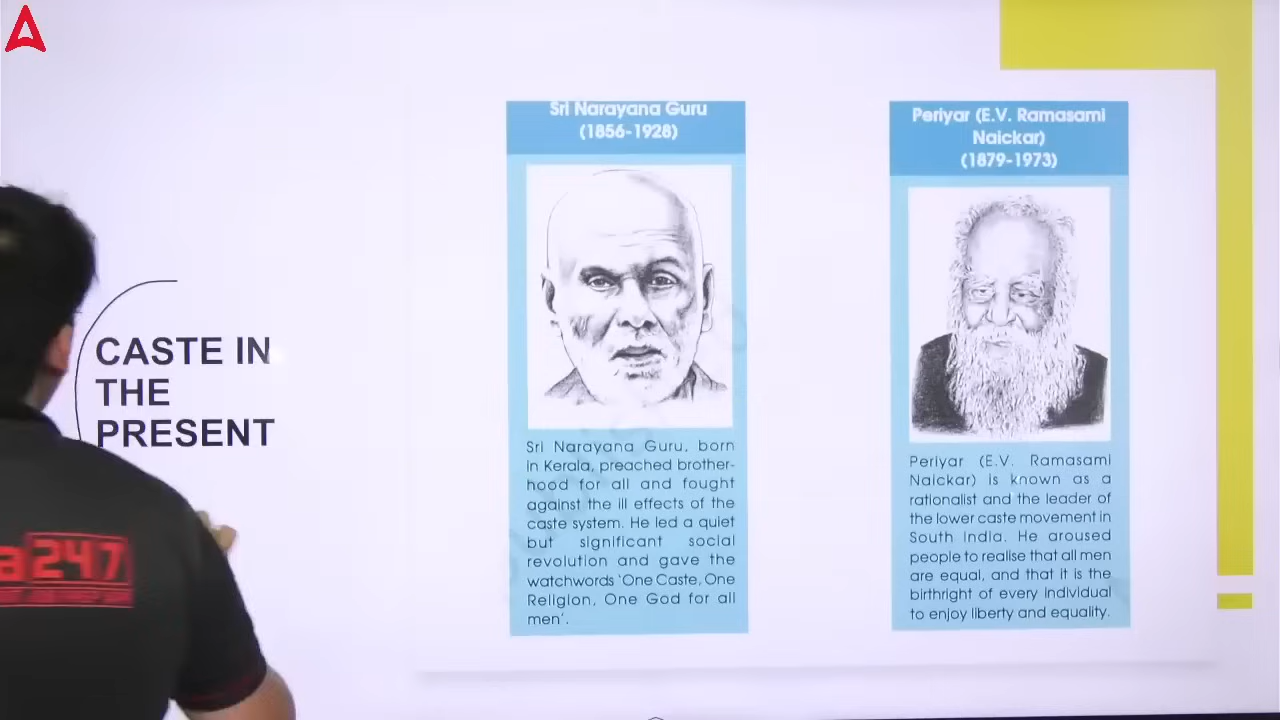 CASTE IN
THE
PRESENT
Sri Narayana Guru
(1856-1928)
Sri Narayana Guru, born
in Kerala, preached brother-
hood for all and fought
against the ill effects of the
caste system. He led a quiet
but significant social
revolution and gave the
watchwords ‘One Caste, One
Religion, One God for all
men’.
Periyar (E.V. Ramasami
Naickar)
(1879-1973)
Periyar (E.V. Ramasami
Naickar) is known as a
rationalist and the leader of
the lower caste movement in
South India. He aroused
people to realise that all men
are equal, and that it is the
birthright of every individual
to enjoy liberty and equality.
a247